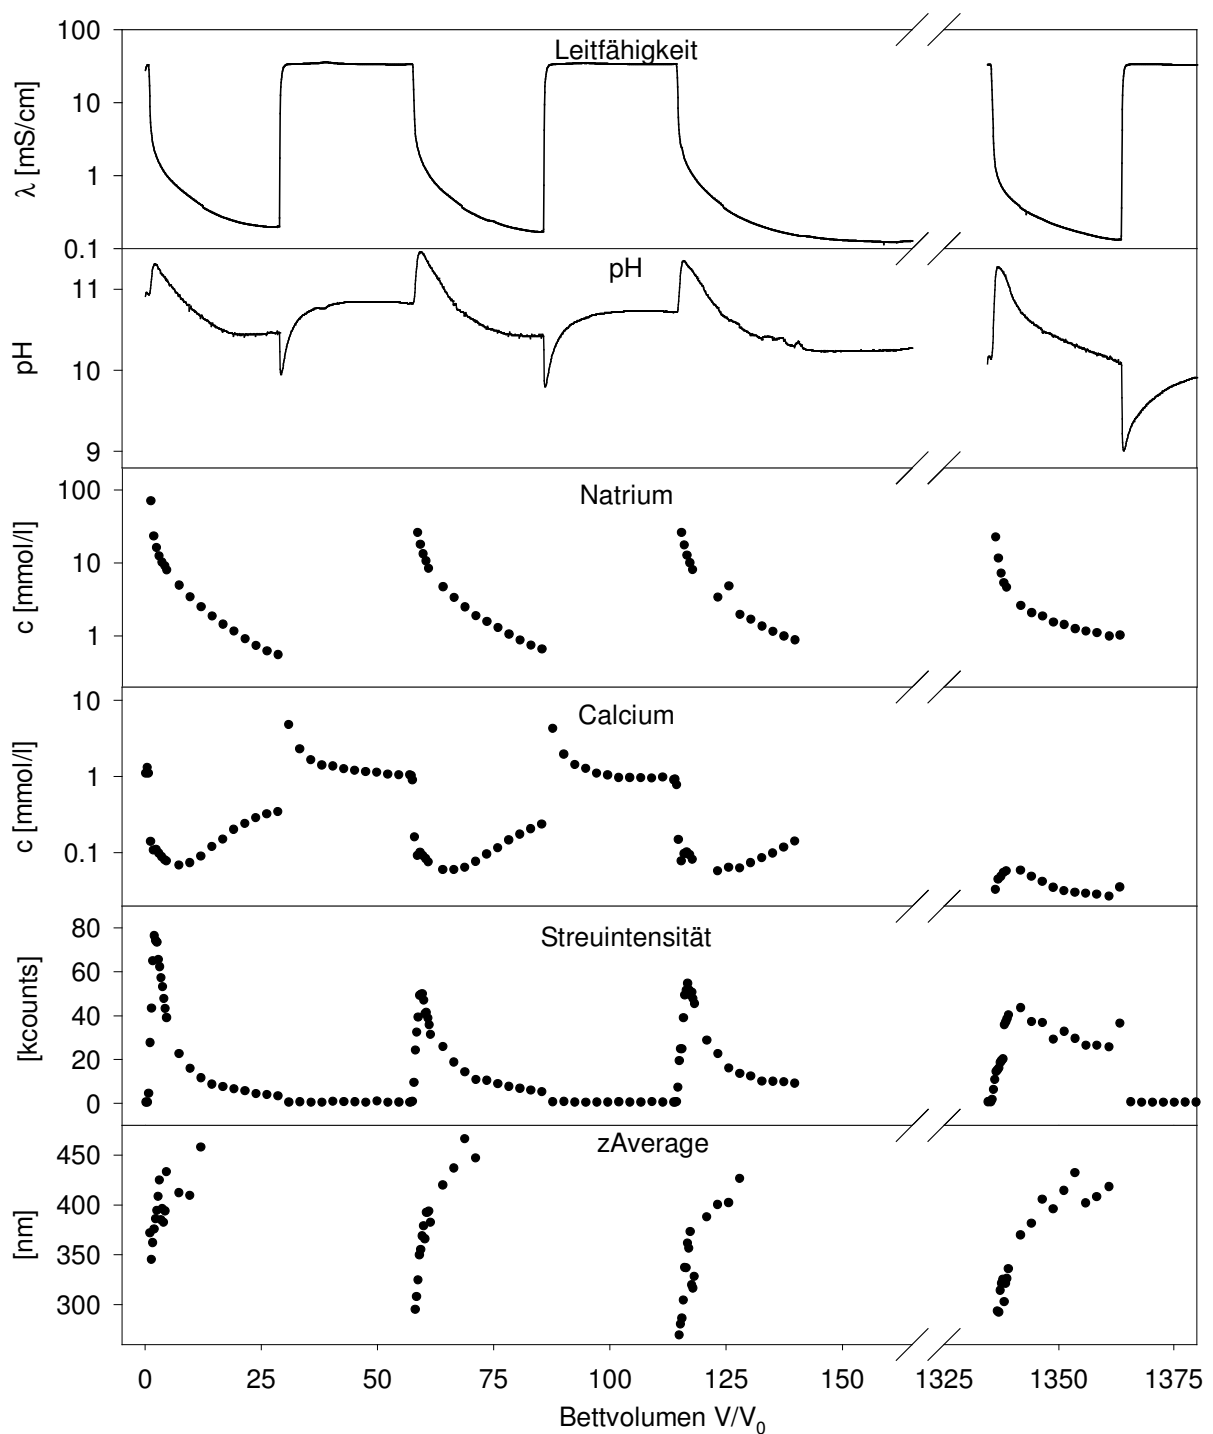 Leitfähigkeit
λ [mS/cm]
100
10
1
0.1
pH
pH
11
10
9
Natrium
c [mmol/l]
100
10
1
Calcium
c [mmol/l]
10
1
0.1
Streuintensität
[kcounts]
80
60
40
20
0
zAverage
[nm]
450
400
350
300
0 25 50 75 100 125 150 1325 1350 1375
Bettvolumen V/V₀